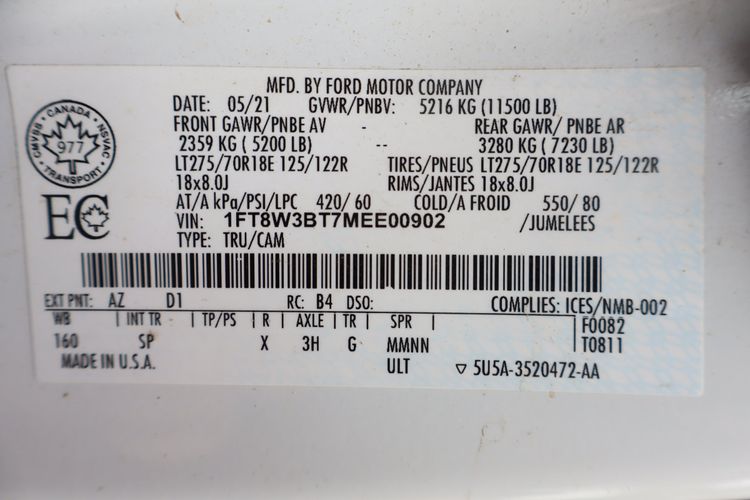 MFD. BY FORD MOTOR COMPANY
DATE: 05/21 GVWR/PNBV: 5216 KG (11500 LB)
FRONT GAWR/PNBE AV - REAR GAWR/ PNBE AR
2359 KG ( 5200 LB) -- 3280 KG ( 7230 LB)
LT275/70R18E 125/122R TIRES/PNEUS LT275/70R18E 125/122R
18x8.0J RIMS/JANTES 18x8.0J
AT/A kPa/PSI/LPC 420/ 60 COLD/A FROID 550/ 80
VIN: 1FT8W3BT7MEE00902 /JUMELEES
TYPE: TRU/CAM
CANADA
CMVSS NSVAC
977
TRANSPORT
EC
EXT PNT: AZ D1 RC: B4 DSO: COMPLIES: ICES/NMB-002
WB | INT TR | TP/PS | R | AXLE | TR | SPR | F0082
160 SP X 3H G MMNN T0811
MADE IN U.S.A. ULT ▽ 5U5A-3520472-AA